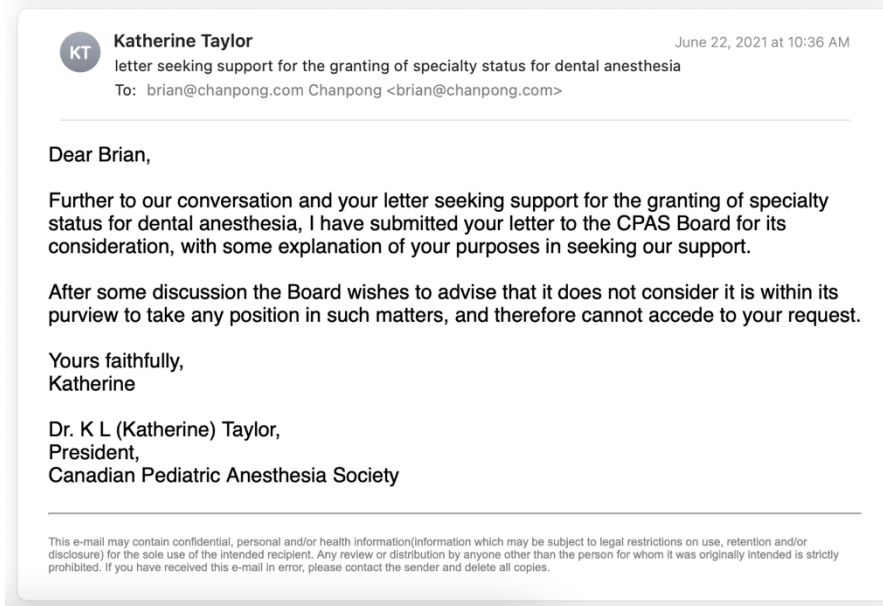 KT
Katherine Taylor
June 22, 2021 at 10:36 AM
letter seeking support for the granting of specialty status for dental anesthesia
To: brian@chanpong.com Chanpong <brian@chanpong.com>
Dear Brian,
Further to our conversation and your letter seeking support for the granting of specialty
status for dental anesthesia, I have submitted your letter to the CPAS Board for its
consideration, with some explanation of your purposes in seeking our support.
After some discussion the Board wishes to advise that it does not consider it is within its
purview to take any position in such matters, and therefore cannot accede to your request.
Yours faithfully,
Katherine
Dr. K L (Katherine) Taylor,
President,
Canadian Pediatric Anesthesia Society
This e-mail may contain confidential, personal and/or health information(information which may be subject to legal restrictions on use, retention and/or
disclosure) for the sole use of the intended recipient. Any review or distribution by anyone other than the person for whom it was originally intended is strictly
prohibited. If you have received this e-mail in error, please contact the sender and delete all copies.